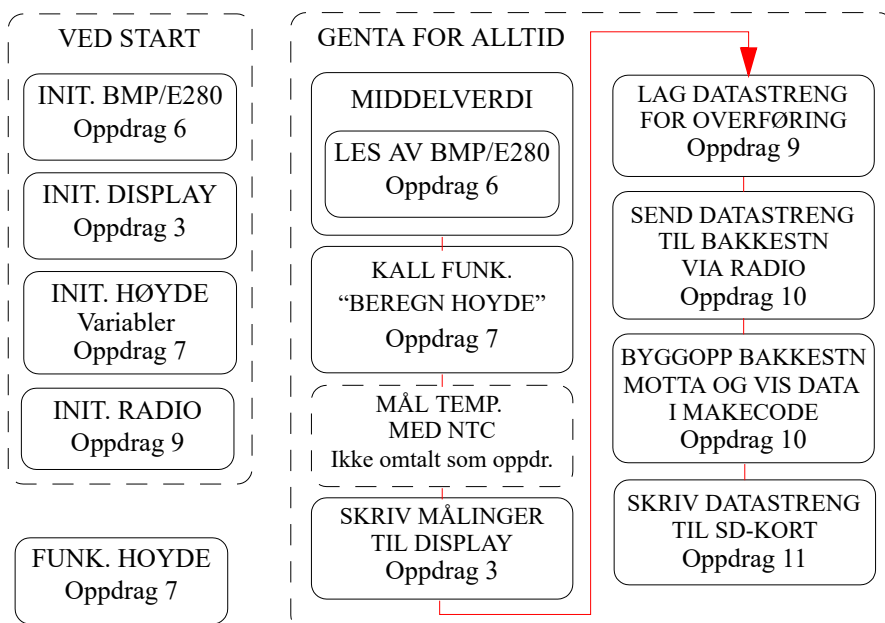 VED START
INIT. BMP/E280
Oppdrag 6
INIT. DISPLAY
Oppdrag 3
INIT. HØYDE
Variabler
Oppdrag 7
INIT. RADIO
Oppdrag 9
FUNK. HOYDE
Oppdrag 7
GENTA FOR ALLTID
MIDDELVERDI
LES AV BMP/E280
Oppdrag 6
KALL FUNK.
“BEREGN HOYDE”
Oppdrag 7
MÅL TEMP.
MED NTC
Ikke omtalt som oppdr.
SKRIV MÅLINGER
TIL DISPLAY
Oppdrag 3
LAG DATASTRENG
FOR OVERFØRING
Oppdrag 9
SEND DATASTRENG
TIL BAKKESTN
VIA RADIO
Oppdrag 10
BYGGOPP BAKKESTN
MOTTA OG VIS DATA
I MAKECODE
Oppdrag 10
SKRIV DATASTRENG
TIL SD-KORT
Oppdrag 11